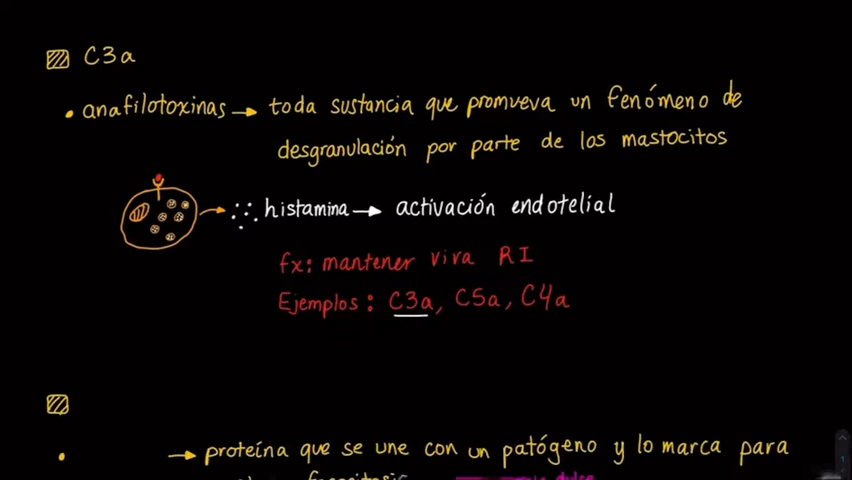 C3a
• anafilotoxinas → toda sustancia que promueva un fenómeno de
desgranulación por parte de los mastocitos
histamina → activación endotelial
fx: mantener viva RI
Ejemplos: C3a, C5a, C4a
• → proteína que se une con un patógeno y lo marca para